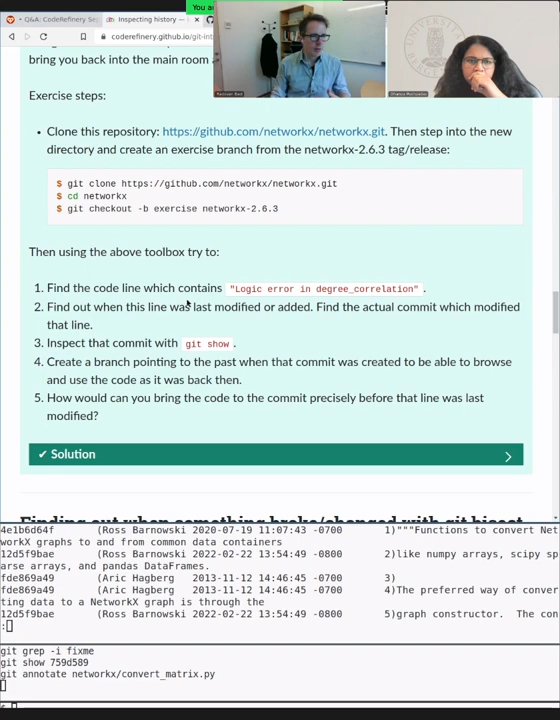 You a
Q&A: CodeRefinery Se
Inspecting history —
coderefinery.github.io/git-int
bring you back into the main room
Exercise steps:
• Clone this repository: https://github.com/networkx/networkx.git. Then step into the new
directory and create an exercise branch from the networkx-2.6.3 tag/release:
$ git clone https://github.com/networkx/networkx.git
$ cd networkx
$ git checkout -b exercise networkx-2.6.3
Then using the above toolbox try to:
1. Find the code line which contains "Logic error in degree_correlation".
2. Find out when this line was last modified or added. Find the actual commit which modified
that line.
3. Inspect that commit with git show.
4. Create a branch pointing to the past when that commit was created to be able to browse
and use the code as it was back then.
5. How would you bring the code to the commit precisely before that line was last
modified?
✔ Solution
Finding out when something broke/changed with git bisect
4e1b6d64f (Ross Barnowski 2020-07-19 11:07:43 -0700 1)"""Functions to convert Net
workX graphs to and from common data containers
12d5f9bae (Ross Barnowski 2022-02-22 13:54:49 -0800 2)like numpy arrays, scipy sp
arse arrays, and pandas DataFrames.
fde869a49 (Aric Hagberg 2013-11-12 14:46:45 -0700 3)
fde869a49 (Aric Hagberg 2013-11-12 14:46:45 -0700 4)The preferred way of conver
ting data to a NetworkX graph is through the
12d5f9bae (Ross Barnowski 2022-02-22 13:54:49 -0800 5)graph constructor. The con
:
git grep -i fixme
git show 759d589
git annotate networkx/convert_matrix.py